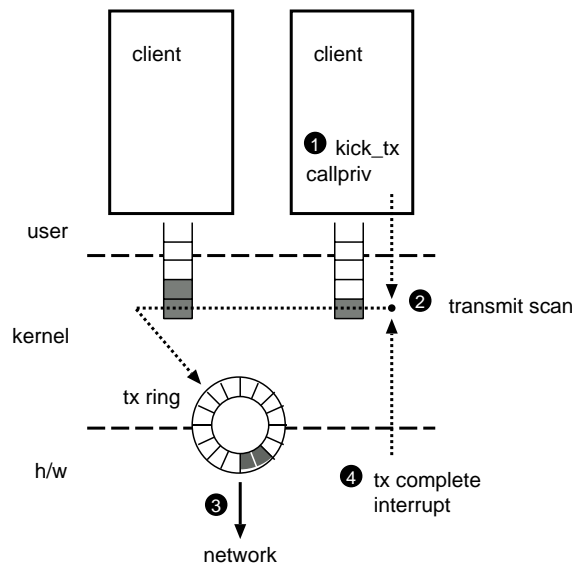 client
client
1 kick_tx
callpriv
user
2 transmit scan
kernel
tx ring
h/w
4 tx complete
interrupt
3
network